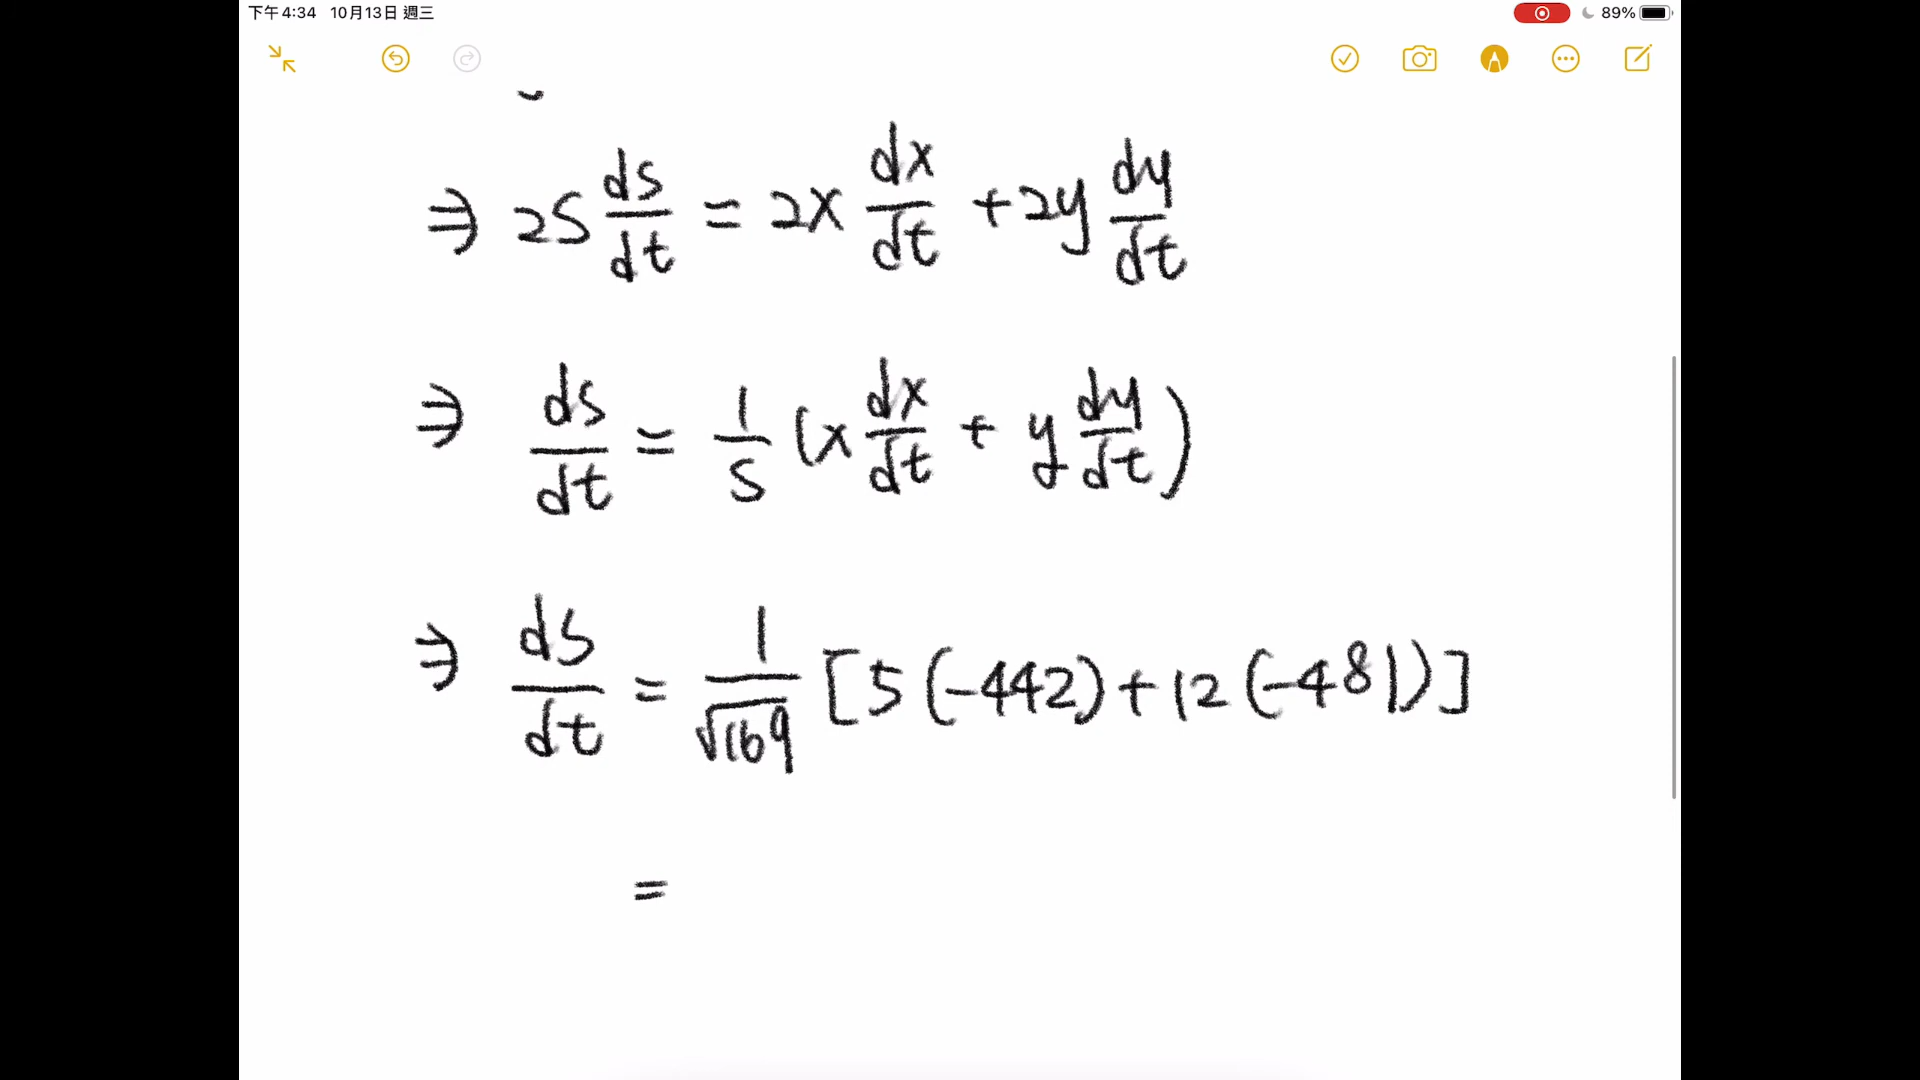 下午4:34 10月13日 週三 89%
⇒ 2S ds/dt = 2x dx/dt + 2y dy/dt
⇒ ds/dt = 1/S (x dx/dt + y dy/dt)
⇒ dS/dt = 1/√169 [5(-442)+12(-481)]
=